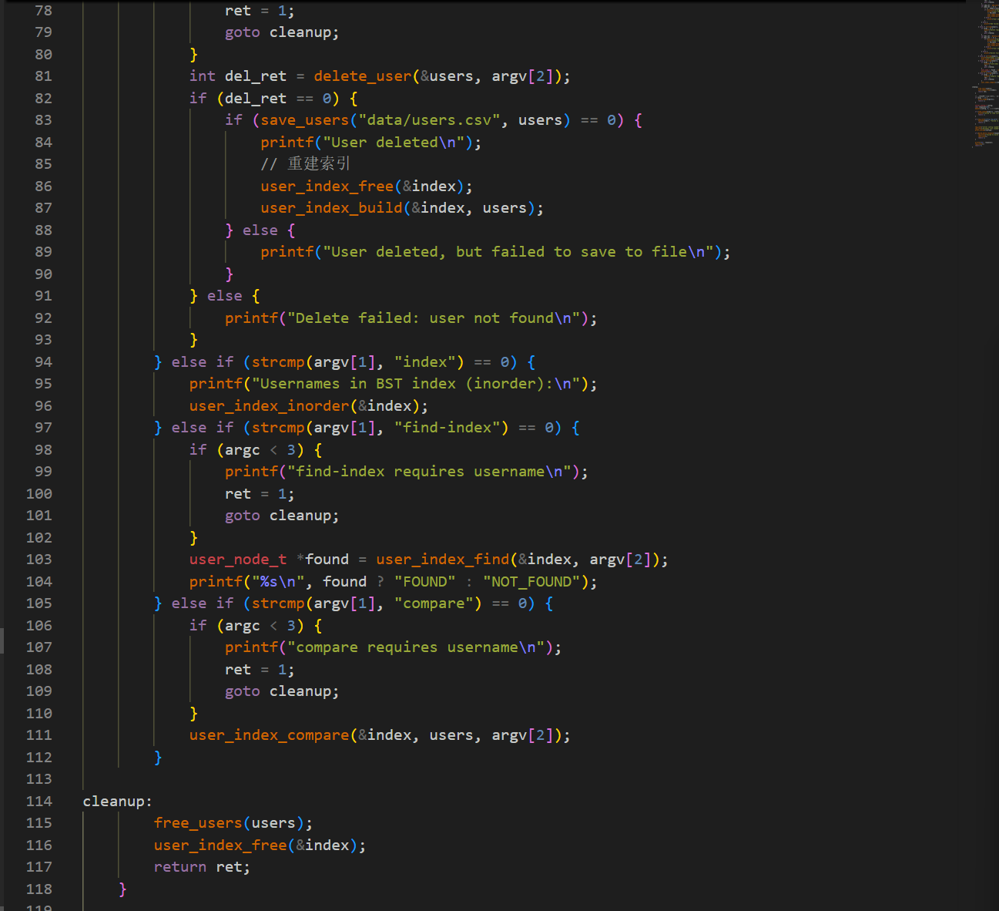 78 ret = 1;
79 goto cleanup;
80 }
81 int del_ret = delete_user(&users, argv[2]);
82 if (del_ret == 0) {
83 if (save_users("data/users.csv", users) == 0) {
84 printf("User deleted\n");
85 // 重建索引
86 user_index_free(&index);
87 user_index_build(&index, users);
88 } else {
89 printf("User deleted, but failed to save to file\n");
90 }
91 } else {
92 printf("Delete failed: user not found\n");
93 }
94 } else if (strcmp(argv[1], "index") == 0) {
95 printf("Usernames in BST index (inorder):\n");
96 user_index_inorder(&index);
97 } else if (strcmp(argv[1], "find-index") == 0) {
98 if (argc < 3) {
99 printf("find-index requires username\n");
100 ret = 1;
101 goto cleanup;
102 }
103 user_node_t *found = user_index_find(&index, argv[2]);
104 printf("%s\n", found ? "FOUND" : "NOT_FOUND");
105 } else if (strcmp(argv[1], "compare") == 0) {
106 if (argc < 3) {
107 printf("compare requires username\n");
108 ret = 1;
109 goto cleanup;
110 }
111 user_index_compare(&index, users, argv[2]);
112 }
113
114 cleanup:
115 free_users(users);
116 user_index_free(&index);
117 return ret;
118 }
119